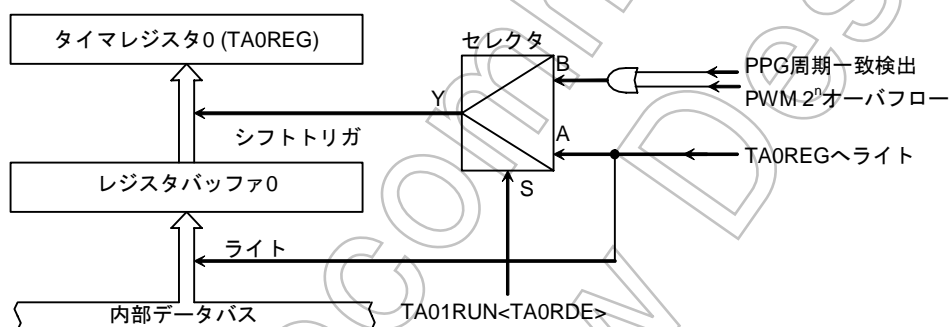 タイマレジスタ0 (TA0REG)
セレクタ
B
PPG周期一致検出
PWM 2ⁿオーバフロー
Y
シフトトリガ
A
TA0REGへライト
レジスタバッファ0
S
ライト
内部データバス
TA01RUN<TA0RDE>